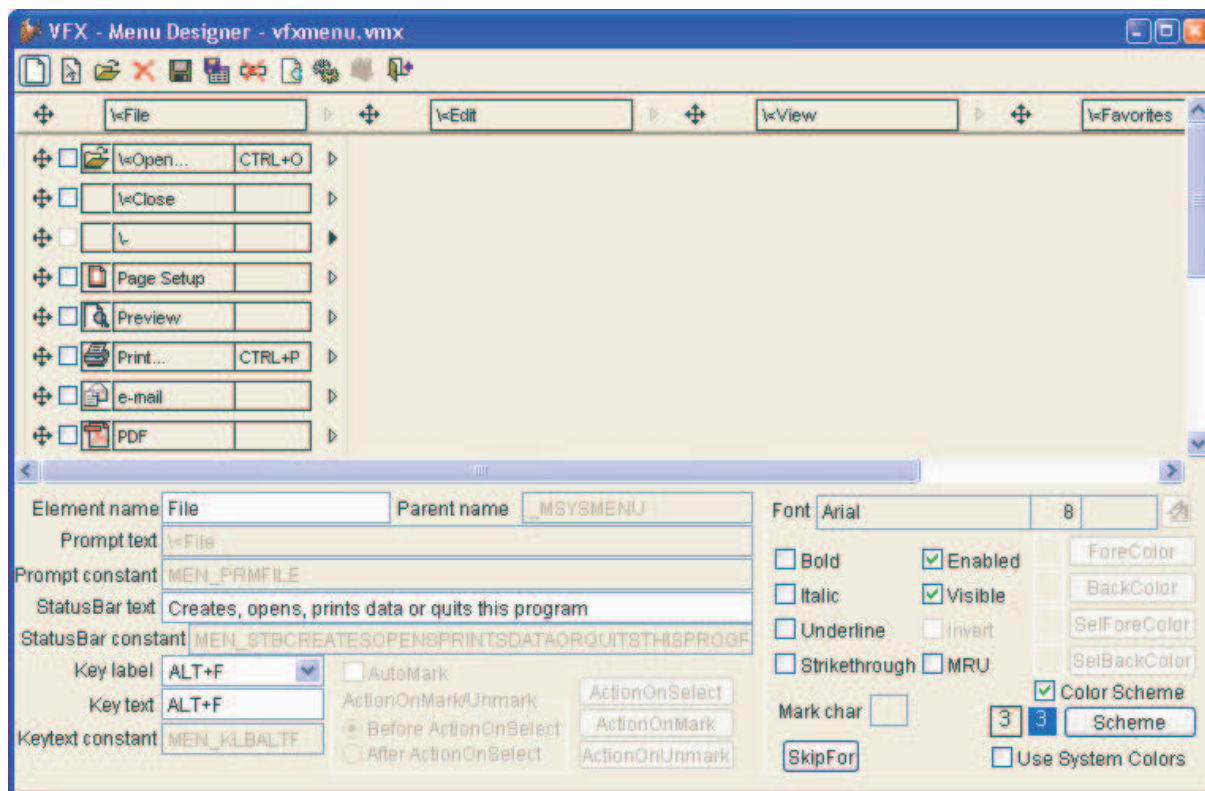 VFX - Menu Designer - vfxmenu.vmx
\<File \<Edit \<View \<Favorites
\<Open... CTRL+O
\<Close
\-
Page Setup
Preview
Print... CTRL+P
e-mail
PDF
Element name File Parent name _MSYSMENU
Prompt text \<File
Prompt constant MEN_PRMFILE
StatusBar text Creates, opens, prints data or quits this program
StatusBar constant MEN_STBCREATESOPENSPRINTSDATAORQUITSTHISPROGF
Key label ALT+F AutoMark
Key text ALT+F ActionOnMark/Unmark ActionOnSelect
Before ActionOnSelect ActionOnMark
Keytext constant MEN_KLBALTF After ActionOnSelect ActionOnUnmark
Font Arial 8
Bold Enabled ForeColor
Italic Visible BackColor
Underline Invert SelForeColor
Strikethrough MRU SelBackColor
Mark char Color Scheme
3 3 Scheme
SkipFor Use System Colors